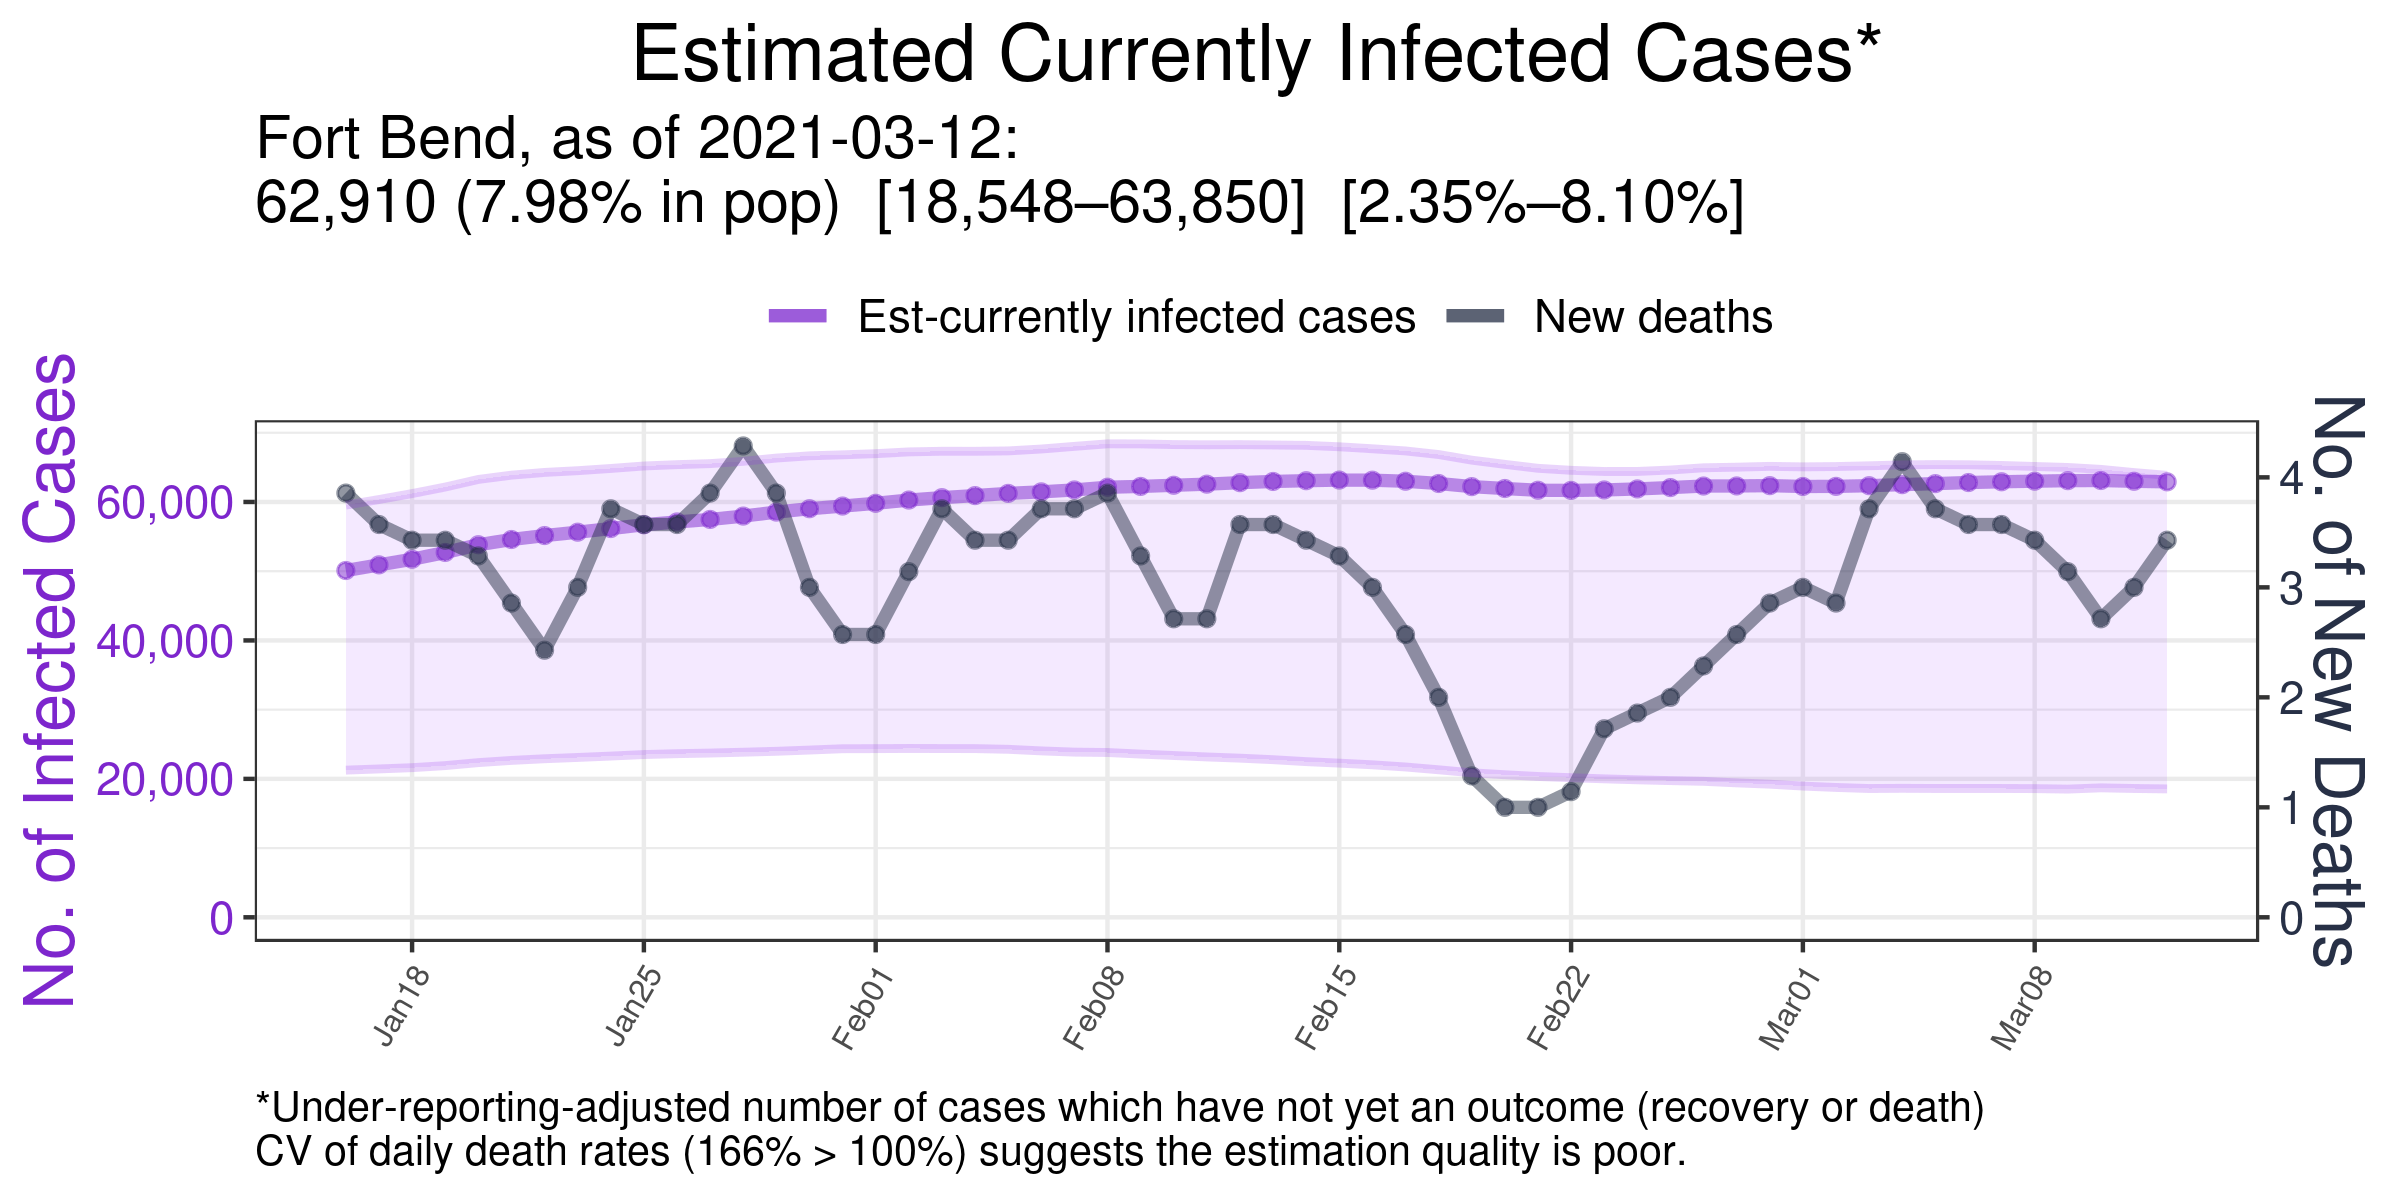 Estimated Currently Infected Cases*
Fort Bend, as of 2021-03-12:
62,910 (7.98% in pop) [18,548–63,850] [2.35%–8.10%]
Est-currently infected cases
New deaths
No. of Infected Cases
60,000
40,000
20,000
0
4
3
2
1
0
No. of New Deaths
Jan18
Jan25
Feb01
Feb08
Feb15
Feb22
Mar01
Mar08
*Under-reporting-adjusted number of cases which have not yet an outcome (recovery or death)
CV of daily death rates (166% > 100%) suggests the estimation quality is poor.